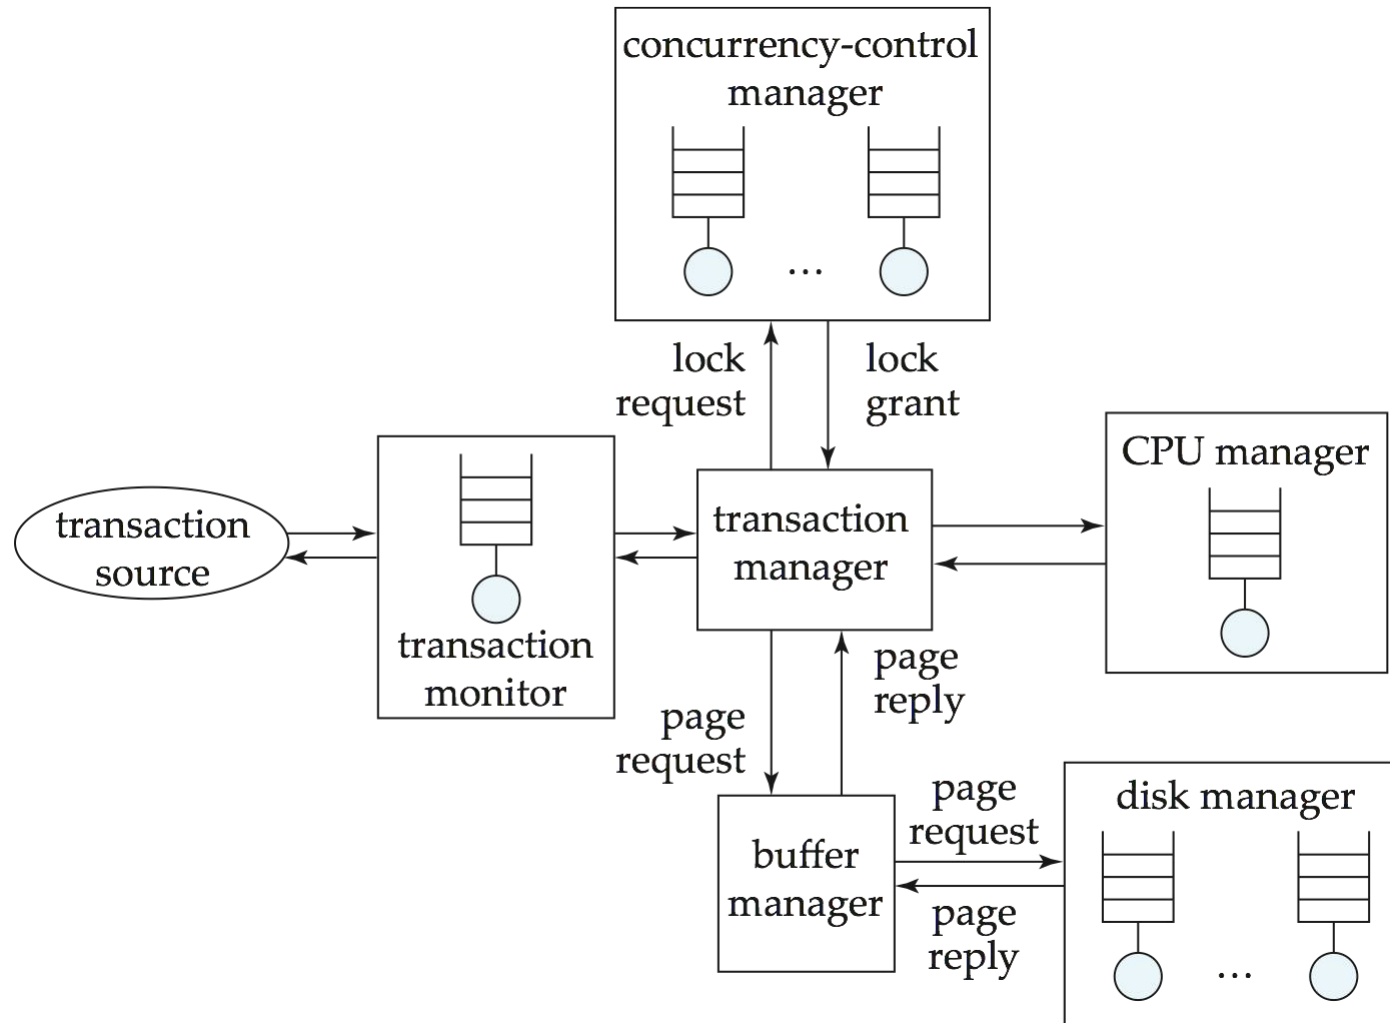 concurrency-control
manager
...
lock
request
lock
grant
CPU manager
transaction
source
transaction
monitor
transaction
manager
page
request
page
reply
buffer
manager
page
request
page
reply
disk manager
...